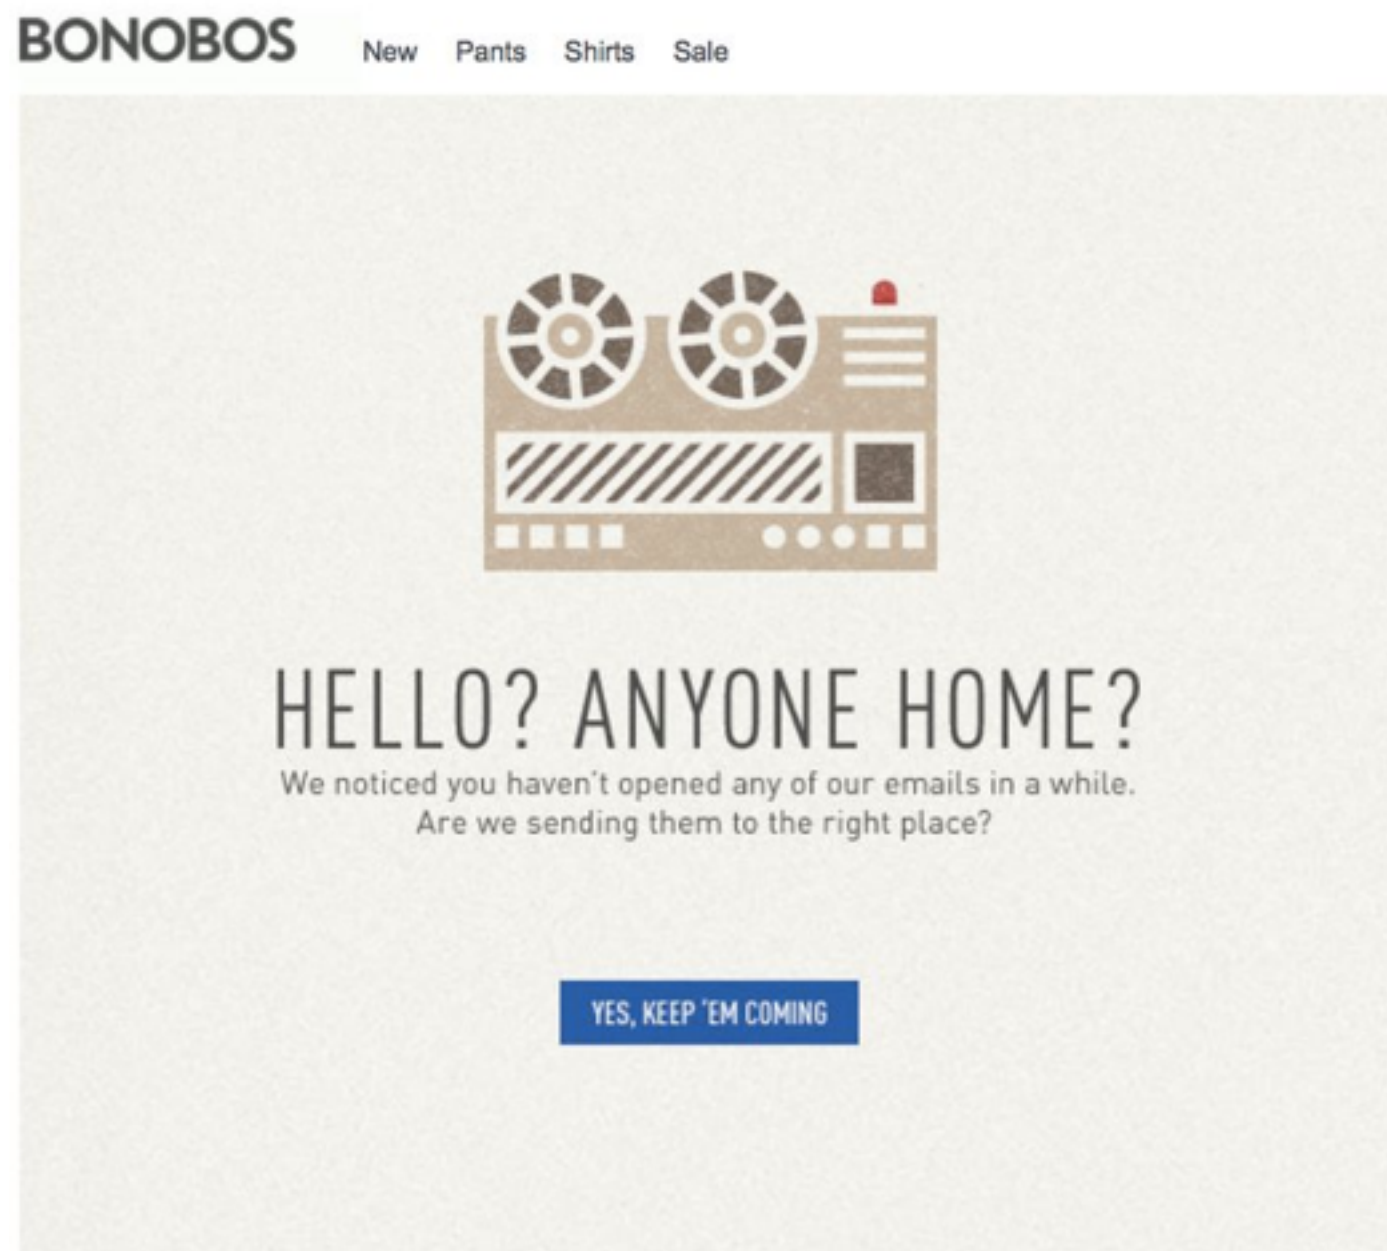 BONOBOS
New Pants Shirts Sale
HELLO? ANYONE HOME?
We noticed you haven't opened any of our emails in a while.
Are we sending them to the right place?
YES, KEEP 'EM COMING